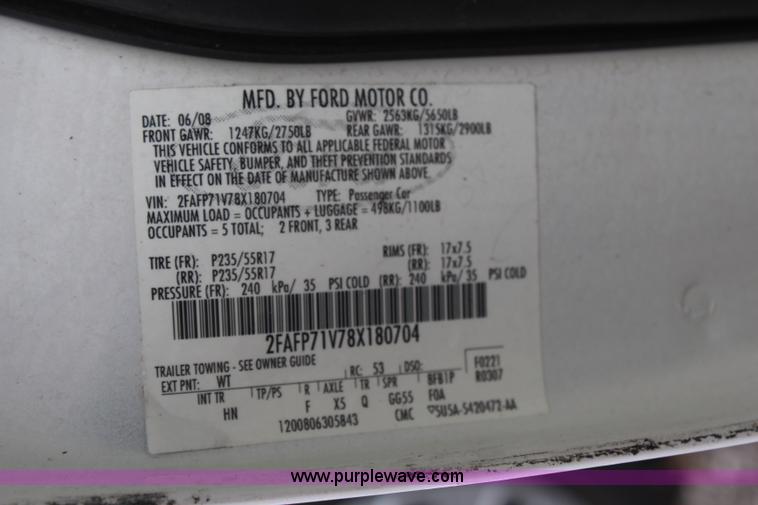 MFD. BY FORD MOTOR CO.
DATE: 06/08 GVWR: 2563KG/5650LB
FRONT GAWR: 1247KG/2750LB REAR GAWR: 1315KG/2900LB
THIS VEHICLE CONFORMS TO ALL APPLICABLE FEDERAL MOTOR
VEHICLE SAFETY, BUMPER, AND THEFT PREVENTION STANDARDS
IN EFFECT ON THE DATE OF MANUFACTURE SHOWN ABOVE.
VIN: 2FAFP71V78X180704 TYPE: Passenger Car
MAXIMUM LOAD = OCCUPANTS + LUGGAGE = 498KG/1100LB
OCCUPANTS = 5 TOTAL; 2 FRONT, 3 REAR
TIRE (FR): P235/55R17 RIMS (FR): 17x7.5
(RR): P235/55R17 (RR): 17x7.5
PRESSURE (FR): 240 kPa/ 35 PSI COLD (RR): 240 kPa/ 35 PSI COLD
2FAFP71V78X180704
TRAILER TOWING - SEE OWNER GUIDE
EXT PNT: WT RC: 53 DSO: F0221
INT TR TP/PS R AXLE TR SPR BFB1P R0307
HN F X5 Q GG55 F0A
1200806305843 CMC ▽5U5A-5420472-AA
www.purplewave.com